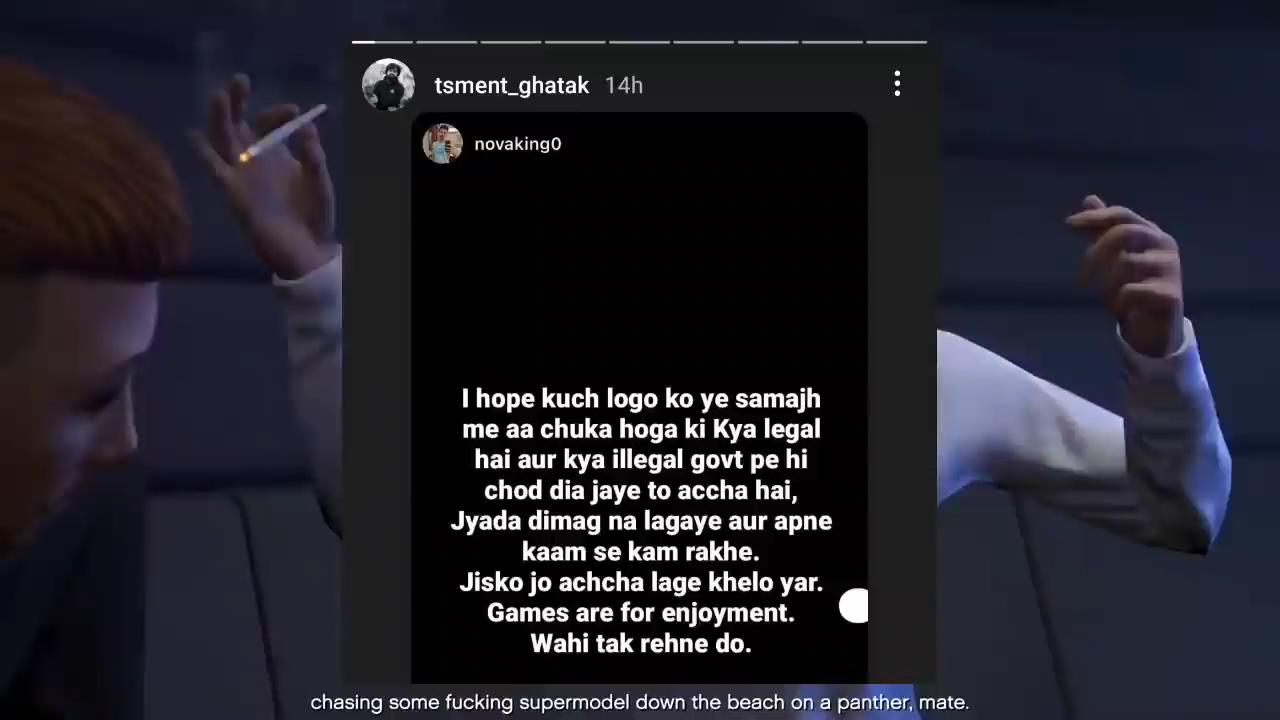 tsment_ghatak 14h
novaking0
I hope kuch logo ko ye samajh
me aa chuka hoga ki Kya legal
hai aur kya illegal govt pe hi
chod dia jaye to accha hai,
Jyada dimag na lagaye aur apne
kaam se kam rakhe.
Jisko jo achcha lage khelo yar.
Games are for enjoyment.
Wahi tak rehne do.
chasing some fucking supermodel down the beach on a panther, mate.